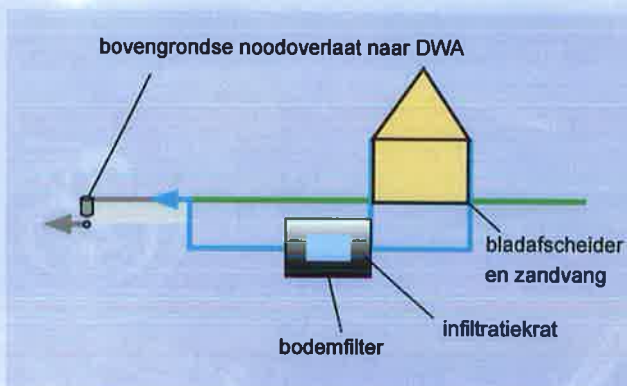 bovengrondse noodoverlaat naar DWA
bladafscheider
en zandvang
infiltratiekrat
bodemfilter